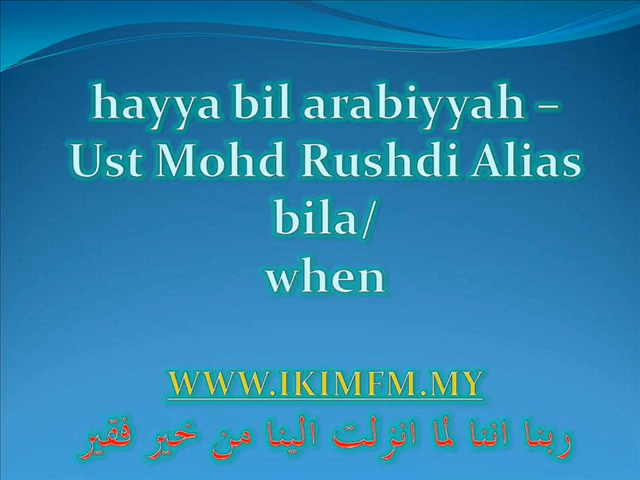 hayya bil arabiyyah –
Ust Mohd Rushdi Alias
bila/
when
WWW.IKIMFM.MY
ربنا اننا لما انزلت الينا من خير فقير